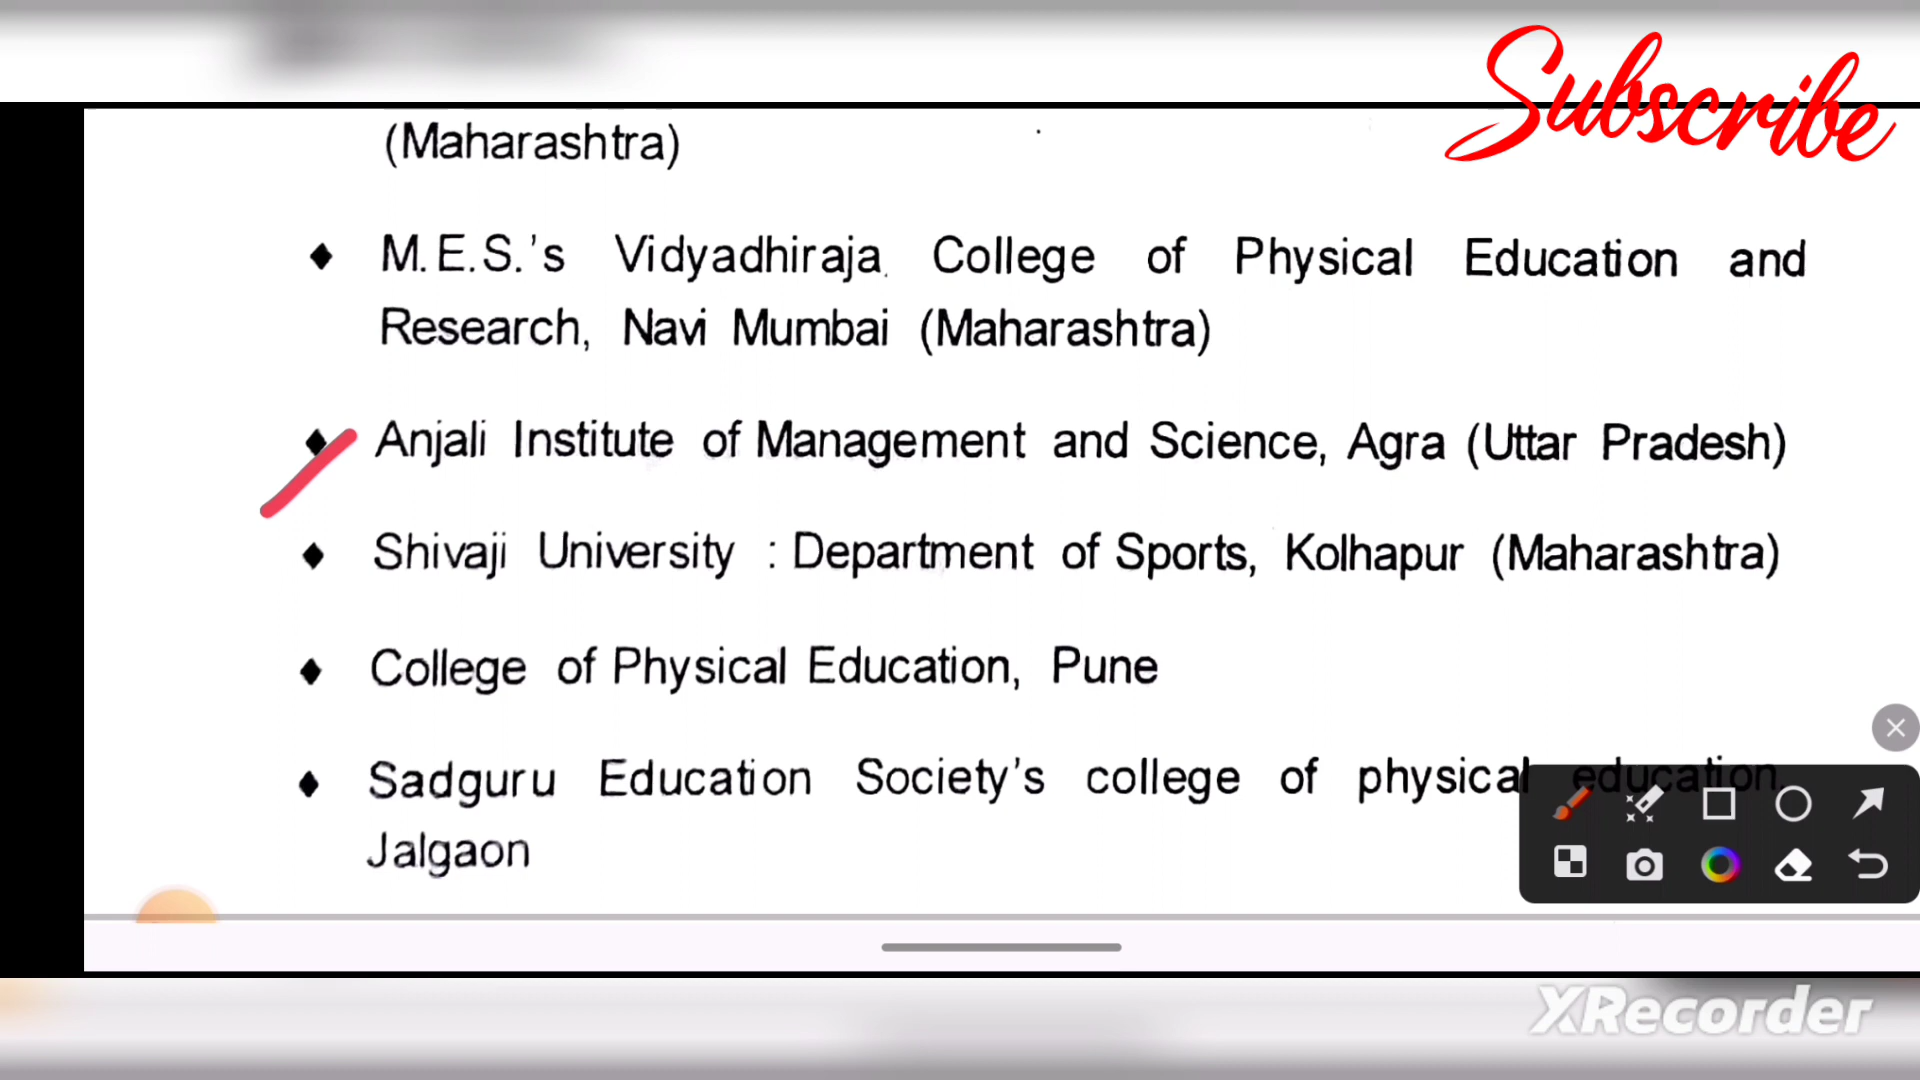 Subscribe
(Maharashtra)
♦ M.E.S.'s Vidyadhiraja College of Physical Education and
Research, Navi Mumbai (Maharashtra)
♦ Anjali Institute of Management and Science, Agra (Uttar Pradesh)
♦ Shivaji University : Department of Sports, Kolhapur (Maharashtra)
♦ College of Physical Education, Pune
♦ Sadguru Education Society's college of physical education
Jalgaon
XRecorder